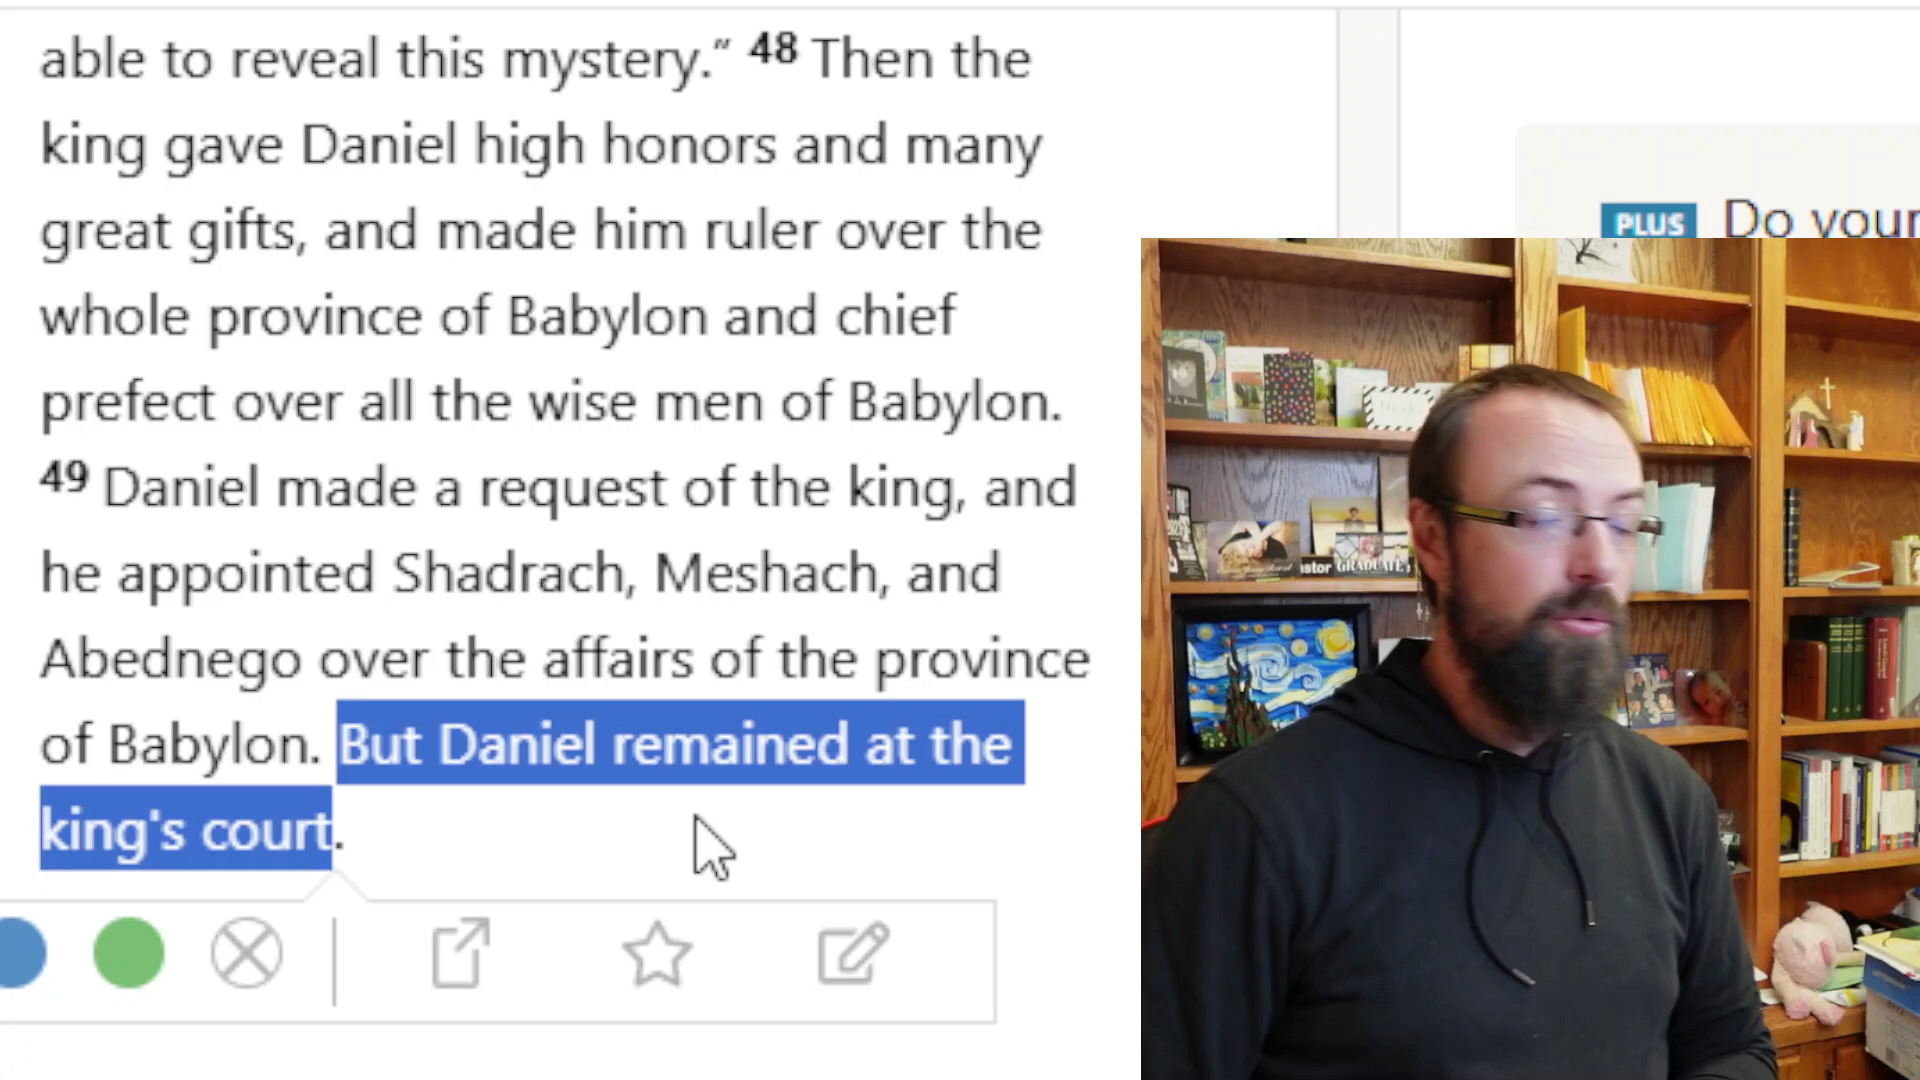 able to reveal this mystery.” 48 Then the
king gave Daniel high honors and many
great gifts, and made him ruler over the
whole province of Babylon and chief
prefect over all the wise men of Babylon.
49 Daniel made a request of the king, and
he appointed Shadrach, Meshach, and
Abednego over the affairs of the province
of Babylon. But Daniel remained at the
king's court.
PLUS Do your
GRADUATE